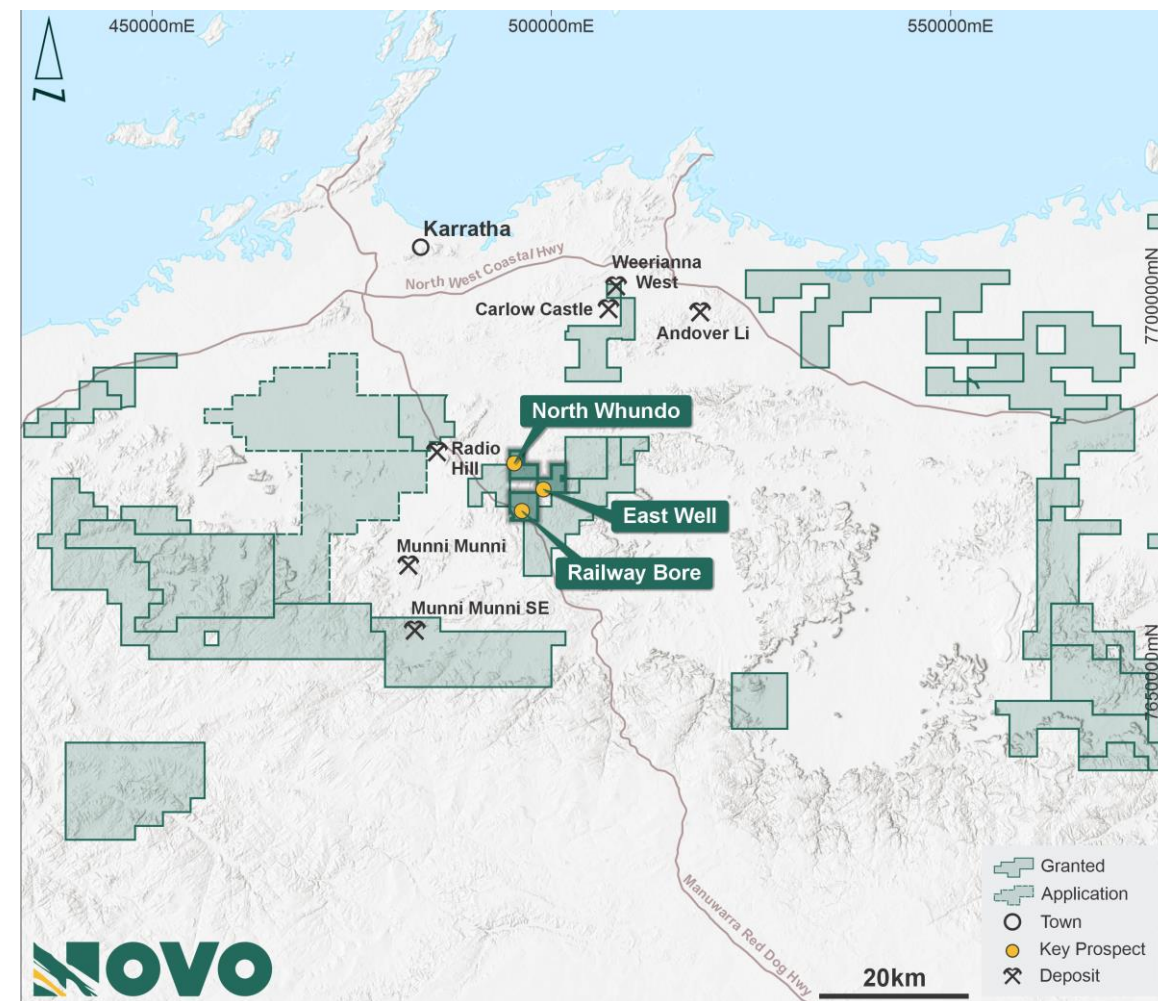 450000mE
500000mE
550000mE
N
Karratha
North West Coastal Hwy
Weerianna
West
7700000mN
Carlow Castle
Andover Li
North Whundo
Radio
Hill
East Well
Munni Munni
Railway Bore
Munni Munni SE
7650000mN
Manuwarra Red Dog Hwy
Granted
Application
Town
Key Prospect
Deposit
NOVO
20km